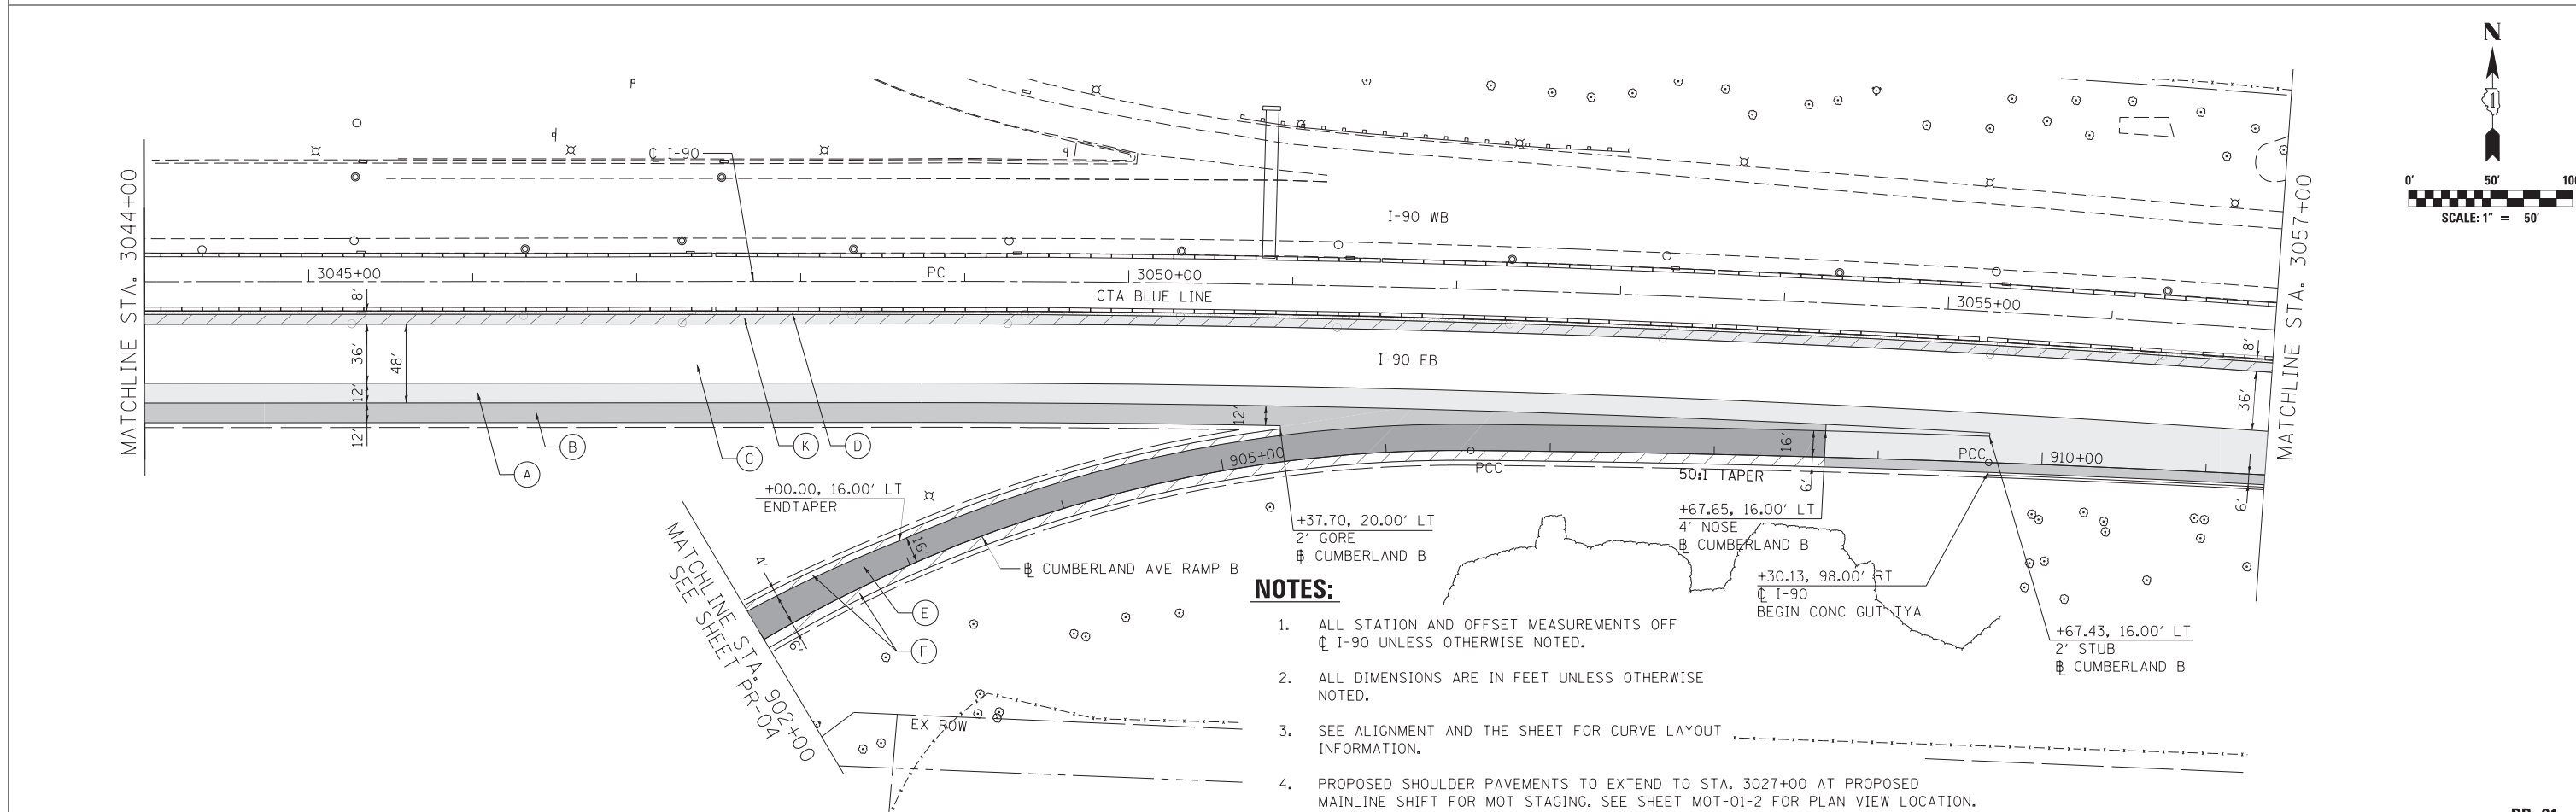 N
1
0' 50'
SCALE: 1" = 50'
MATCHLINE STA. 3044+00
MATCHLINE STA. 3057+00
℄ I-90
I-90 WB
3045+00
PC
3050+00
CTA BLUE LINE
3055+00
8'
8'
I-90 EB
36'
48'
12'
12'
12'
36'
A
B
C
K
D
905+00
PCC
50:1 TAPER
16'
6'
PCC
910+00
6'
+00.00, 16.00' LT
ENDTAPER
16'
4'
6'
MATCHLINE STA. 902+00
SEE SHEET PR-04
E
F
BL CUMBERLAND AVE RAMP B
+37.70, 20.00' LT
2' GORE
BL CUMBERLAND B
+67.65, 16.00' LT
4' NOSE
BL CUMBERLAND B
+30.13, 98.00' RT
℄ I-90
BEGIN CONC GUT TYA
+67.43, 16.00' LT
2' STUB
BL CUMBERLAND B
EX ROW
NOTES:
1. ALL STATION AND OFFSET MEASUREMENTS OFF
℄ I-90 UNLESS OTHERWISE NOTED.
2. ALL DIMENSIONS ARE IN FEET UNLESS OTHERWISE
NOTED.
3. SEE ALIGNMENT AND THE SHEET FOR CURVE LAYOUT
INFORMATION.
4. PROPOSED SHOULDER PAVEMENTS TO EXTEND TO STA. 3027+00 AT PROPOSED
MAINLINE SHIFT FOR MOT STAGING. SEE SHEET MOT-01-2 FOR PLAN VIEW LOCATION.